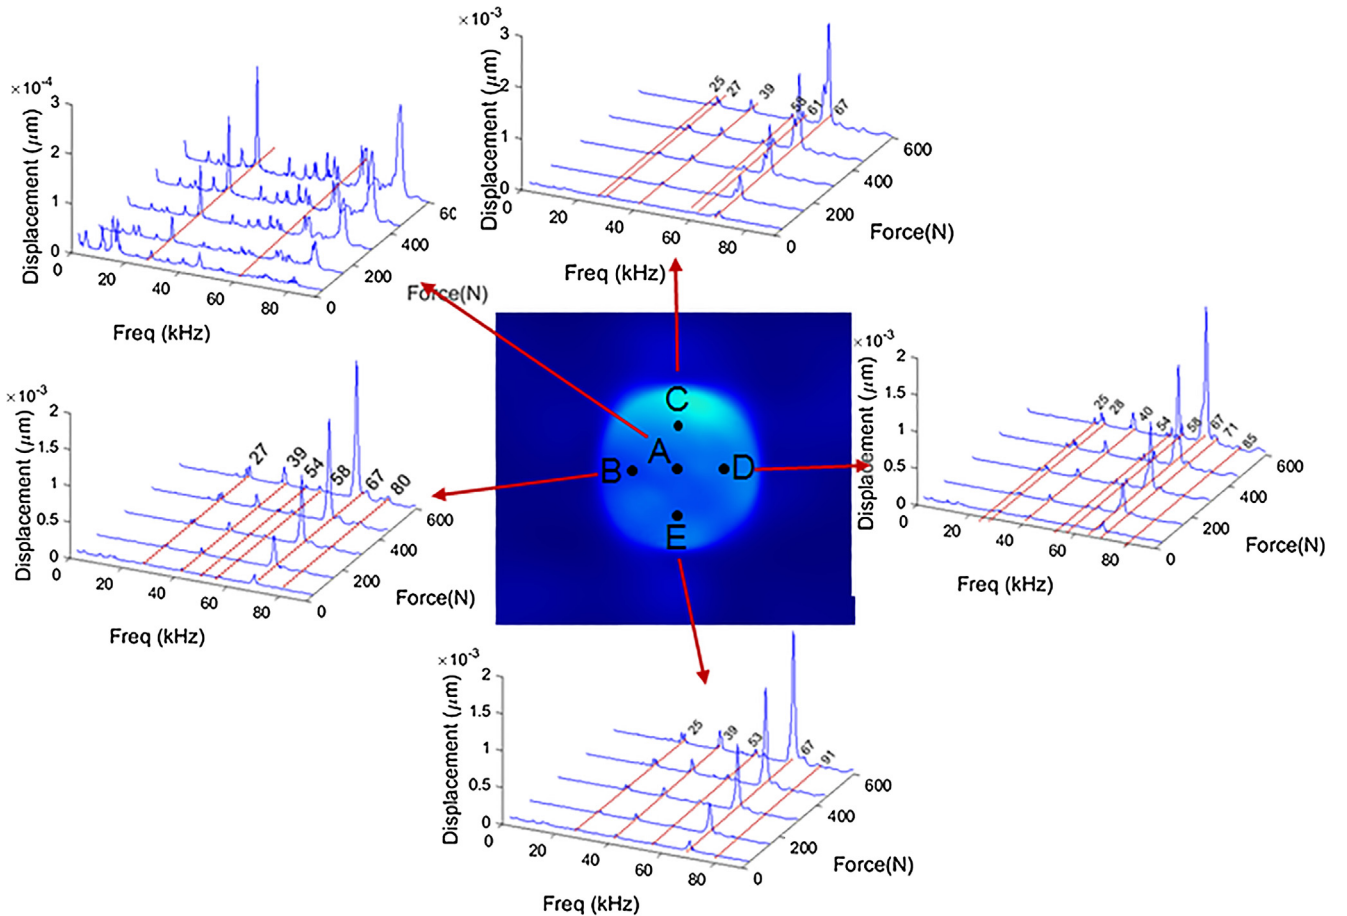 ×10⁻⁴
Displacement (μm)
3
2
1
0
0 20 40 60 80 0
200
400
60
Force(N)
Freq (kHz)
×10⁻³
Displacement (μm)
3
2
1
0
25 27 39 58 61 67
0 20 40 60 80 0
200
400
600
Force(N)
Freq (kHz)
×10⁻³
Displacement (μm)
2
1.5
1
0.5
0
27 39 54 58 67 80
0 20 40 60 80 0
200
400
600
Force(N)
Freq (kHz)
C
A
B
D
E
×10⁻³
Displacement (μm)
2
1.5
1
0.5
0
25 28 40 54 58 67 71 85
0 20 40 60 80 0
200
400
600
Force(N)
Freq (kHz)
×10⁻³
Displacement (μm)
2
1.5
1
0.5
0
25 39 53 67 91
0 20 40 60 80 0
200
400
600
Force(N)
Freq (kHz)